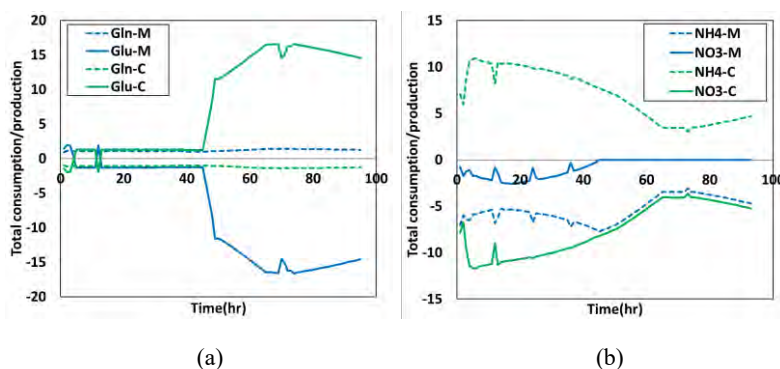 Gln-M
Glu-M
Gln-C
Glu-C
20
15
10
5
0
-5
-10
-15
-20
0 20 40 60 80 100
Total consumption/production
Time(hr)
(a)
NH4-M
NO3-M
NH4-C
NO3-C
15
10
5
0
-5
-10
-15
0 20 40 60 80 100
Total consumption/production
Time(hr)
(b)